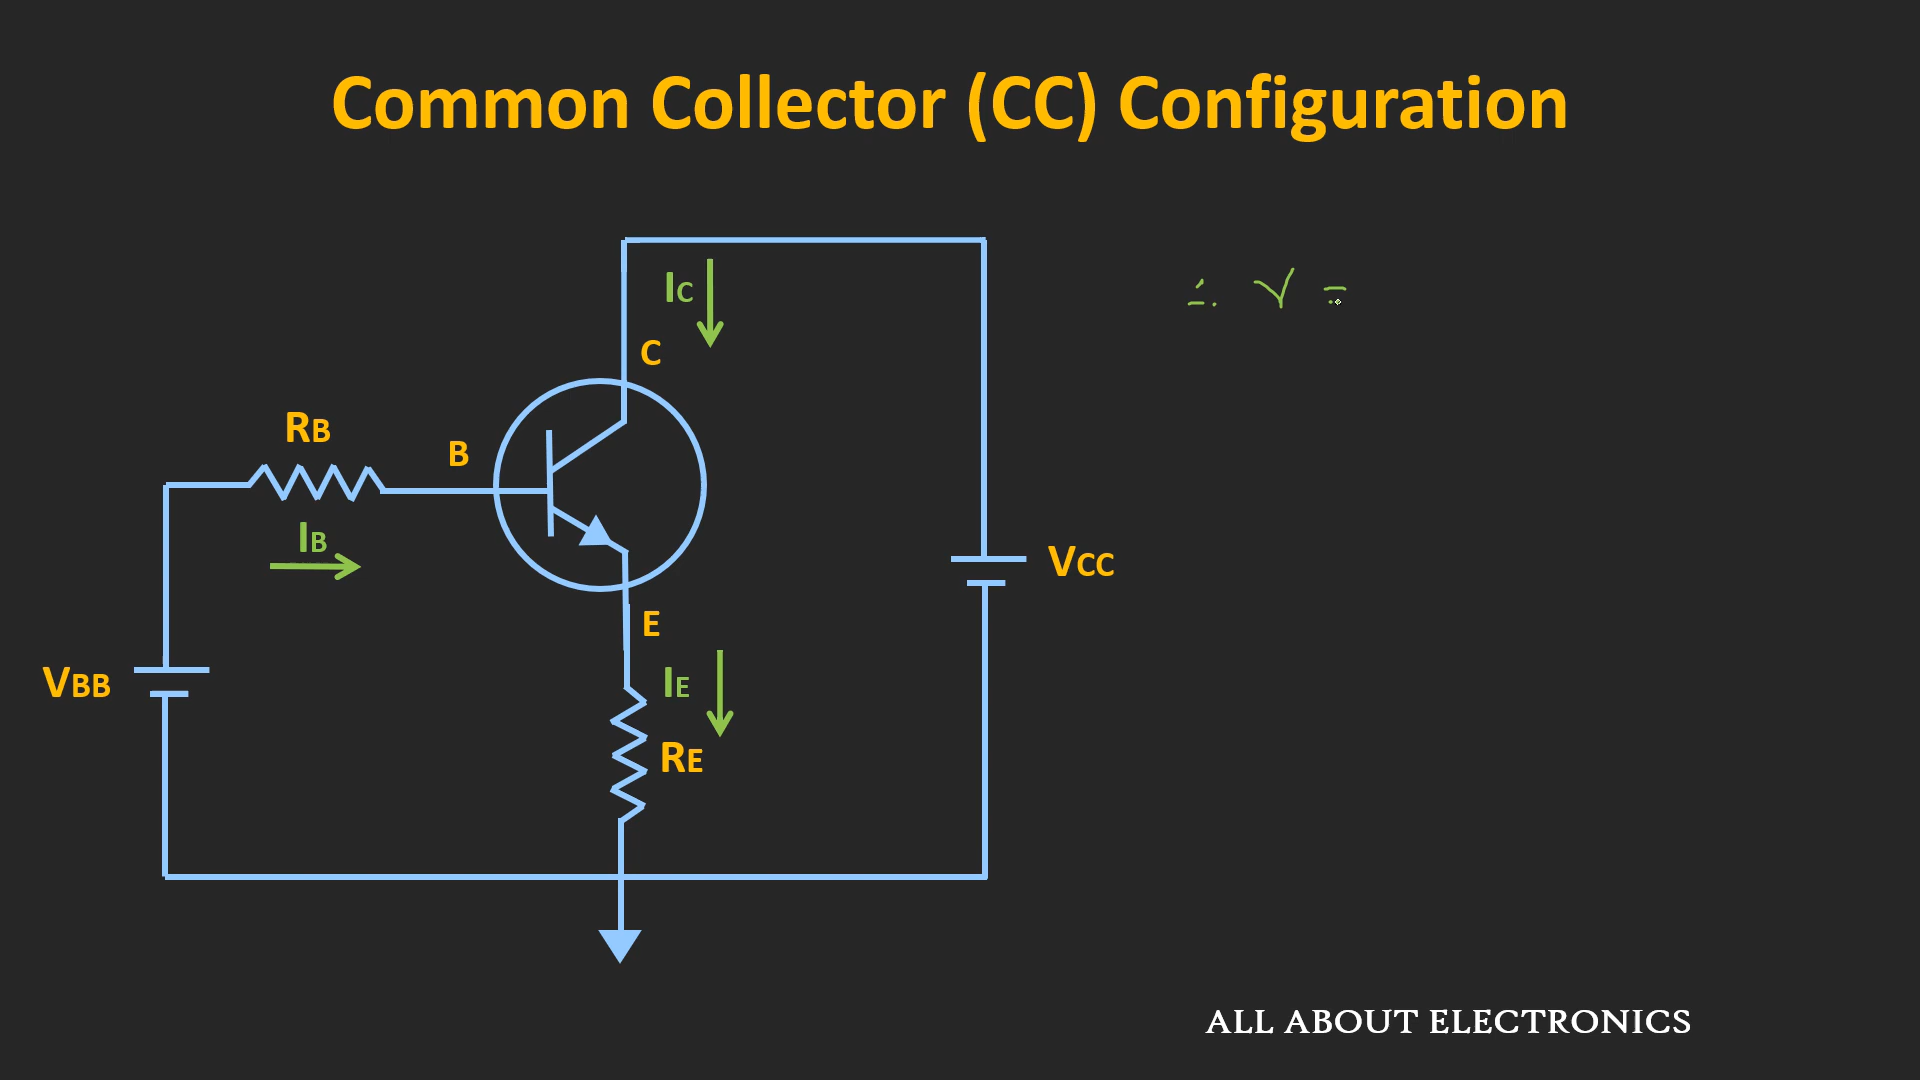 Common Collector (CC) Configuration
IC
C
RB
B
IB
VCC
E
VBB
IE
RE
ALL ABOUT ELECTRONICS